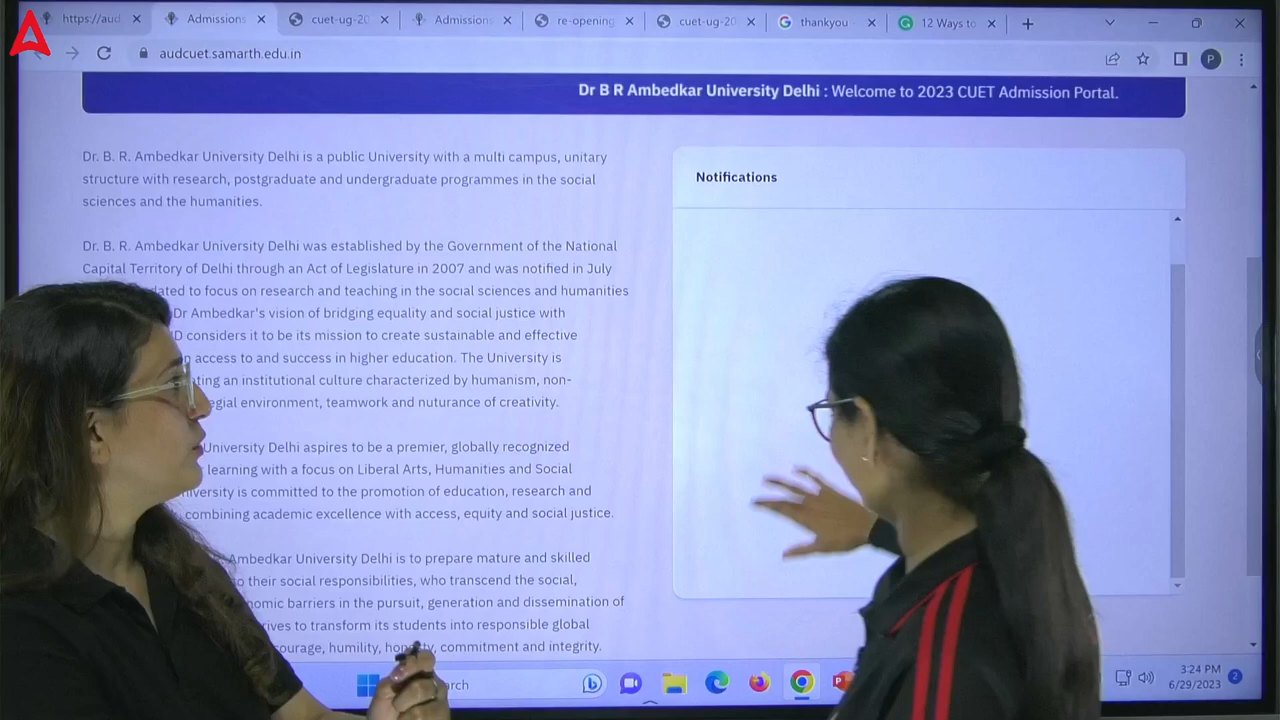 https://aud
Admissions
cuet-ug-20
Admissions
re-opening
cuet-ug-20
thankyou
12 Ways to
audcuet.samarth.edu.in
P
Dr B R Ambedkar University Delhi : Welcome to 2023 CUET Admission Portal.
Dr. B. R. Ambedkar University Delhi is a public University with a multi campus, unitary
structure with research, postgraduate and undergraduate programmes in the social
sciences and the humanities.
Dr. B. R. Ambedkar University Delhi was established by the Government of the National
Capital Territory of Delhi through an Act of Legislature in 2007 and was notified in July
to focus on research and teaching in the social sciences and humanities
Dr Ambedkar's vision of bridging equality and social justice with
considers it to be its mission to create sustainable and effective
access to and success in higher education. The University is
an institutional culture characterized by humanism, non-
environment, teamwork and nuturance of creativity.
University Delhi aspires to be a premier, globally recognized
learning with a focus on Liberal Arts, Humanities and Social
is committed to the promotion of education, research and
combining academic excellence with access, equity and social justice.
Ambedkar University Delhi is to prepare mature and skilled
their social responsibilities, who transcend the social,
barriers in the pursuit, generation and dissemination of
to transform its students into responsible global
humility, honesty, commitment and integrity.
Notifications
3:24 PM
6/29/2023
2